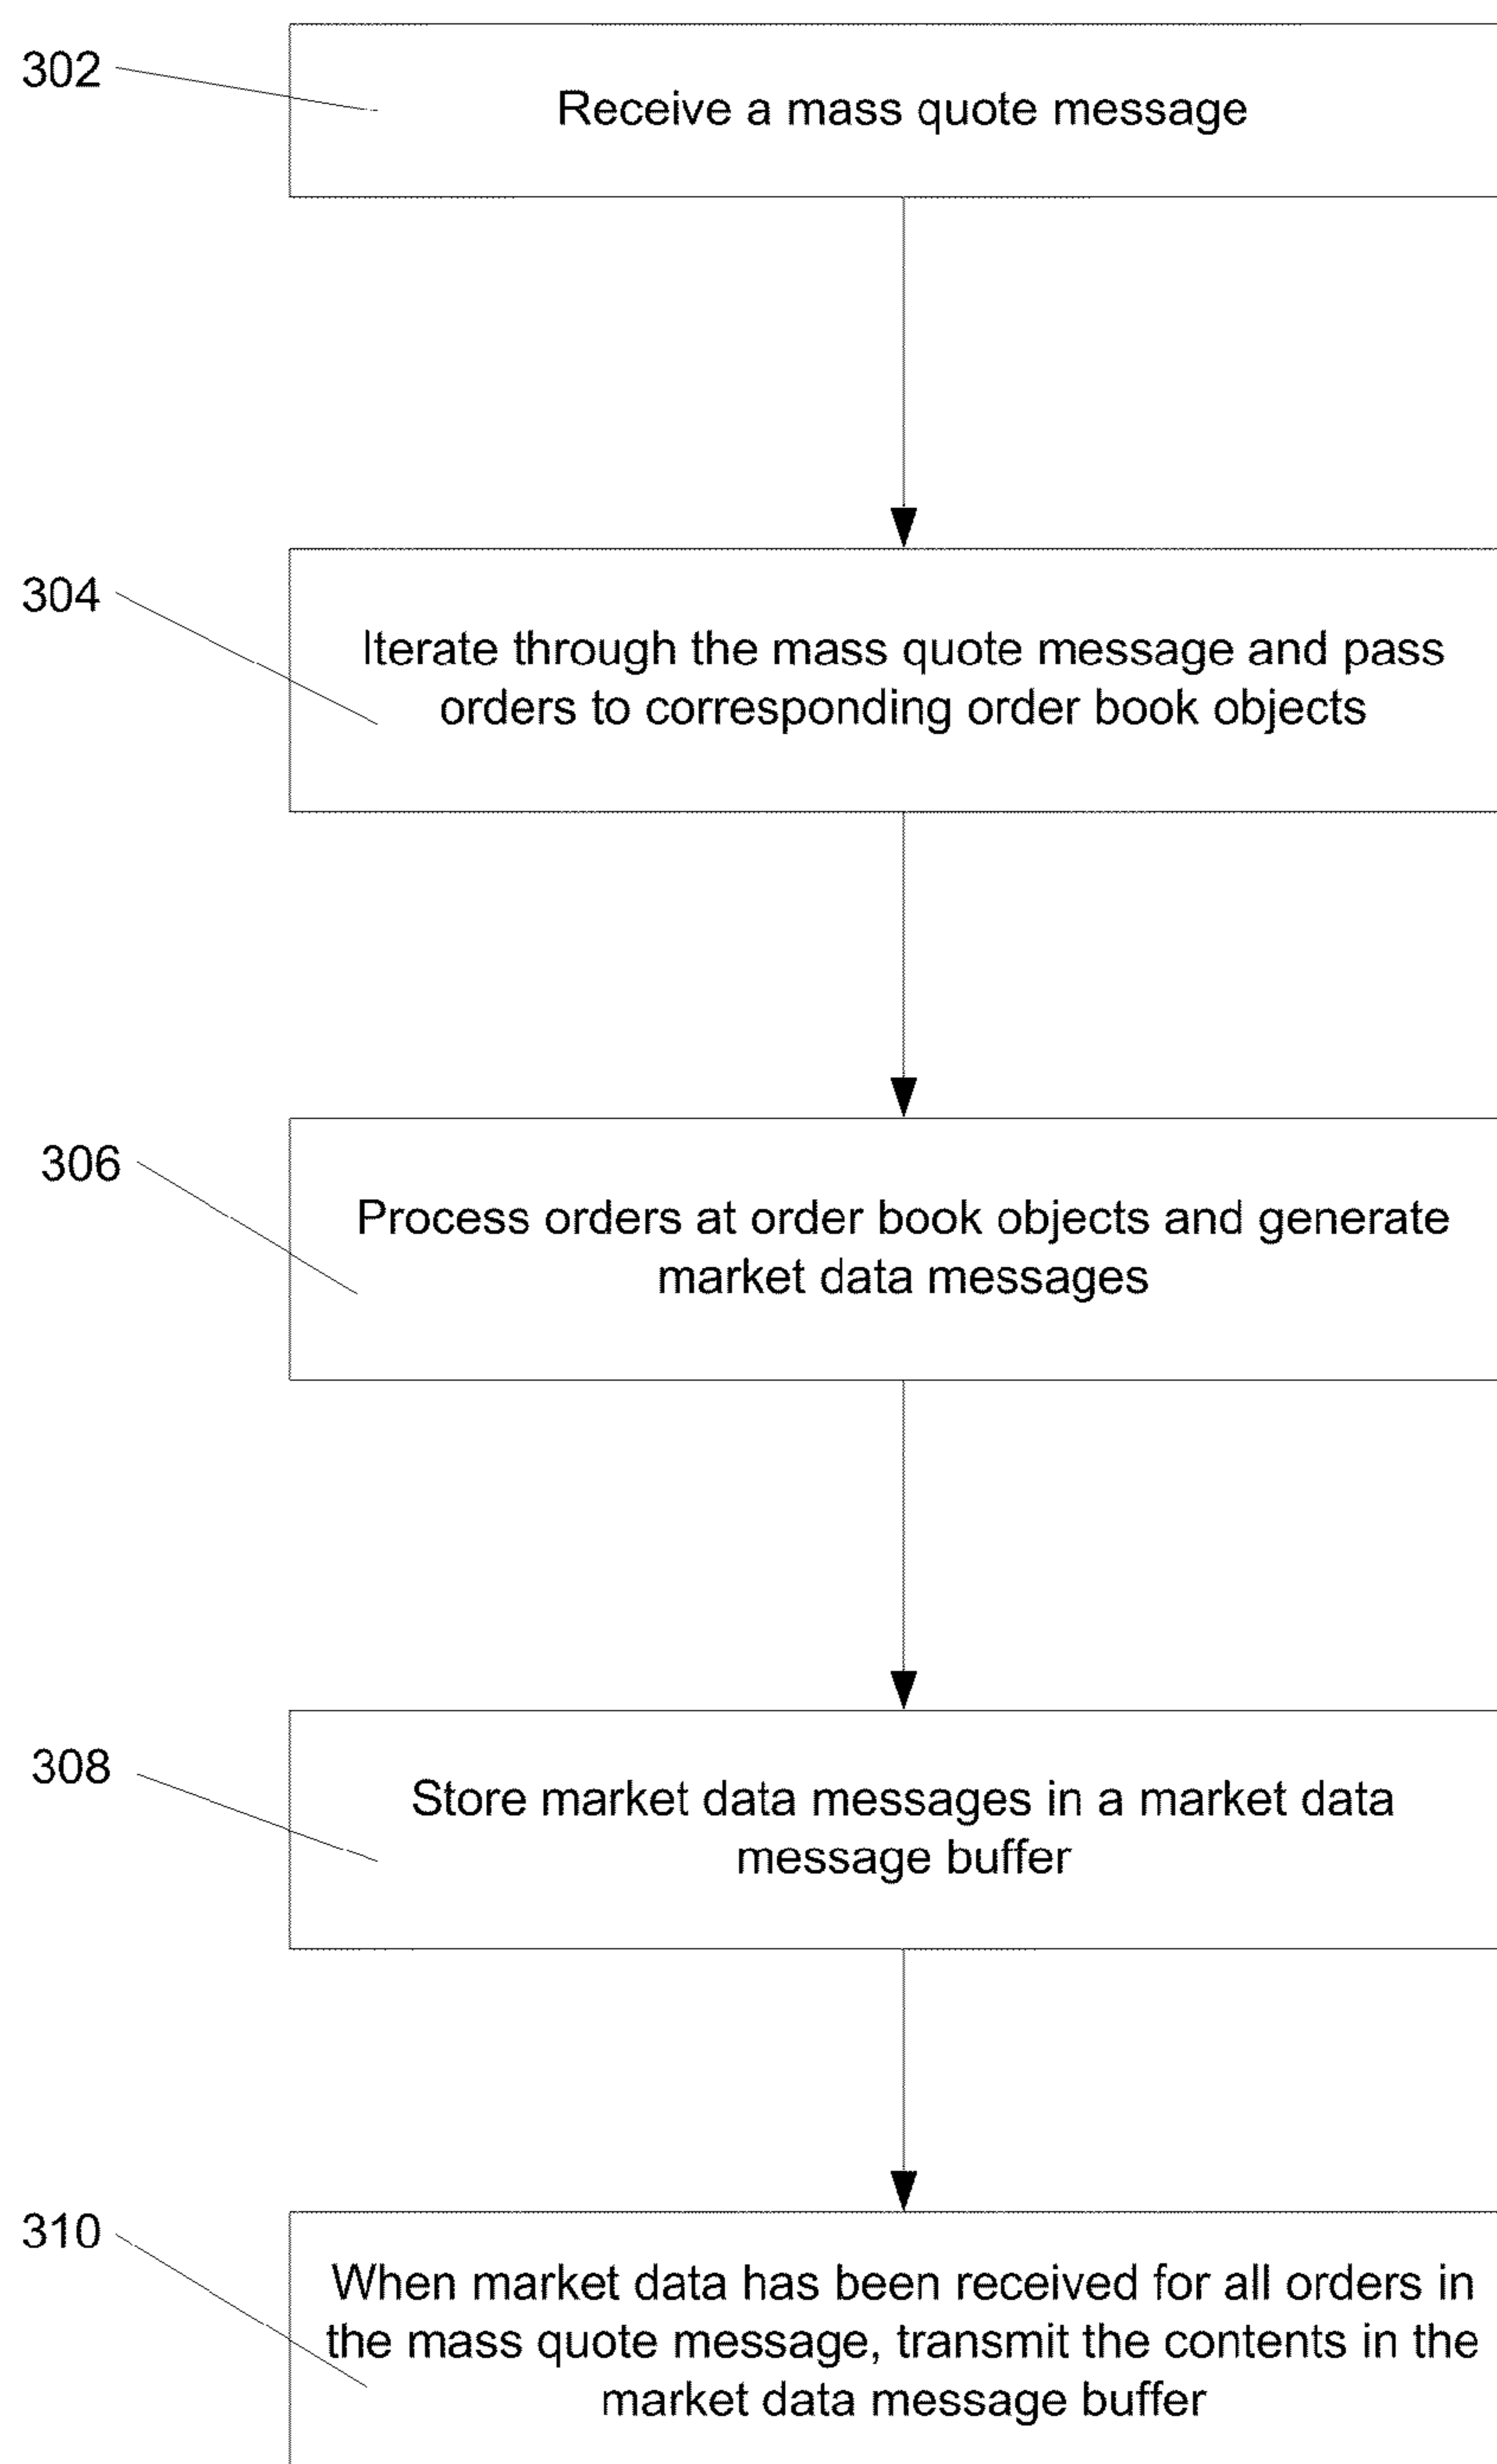 302
Receive a mass quote message
304
Iterate through the mass quote message and pass
orders to corresponding order book objects
306
Process orders at order book objects and generate
market data messages
308
Store market data messages in a market data
message buffer
310
When market data has been received for all orders in
the mass quote message, transmit the contents in the
market data message buffer